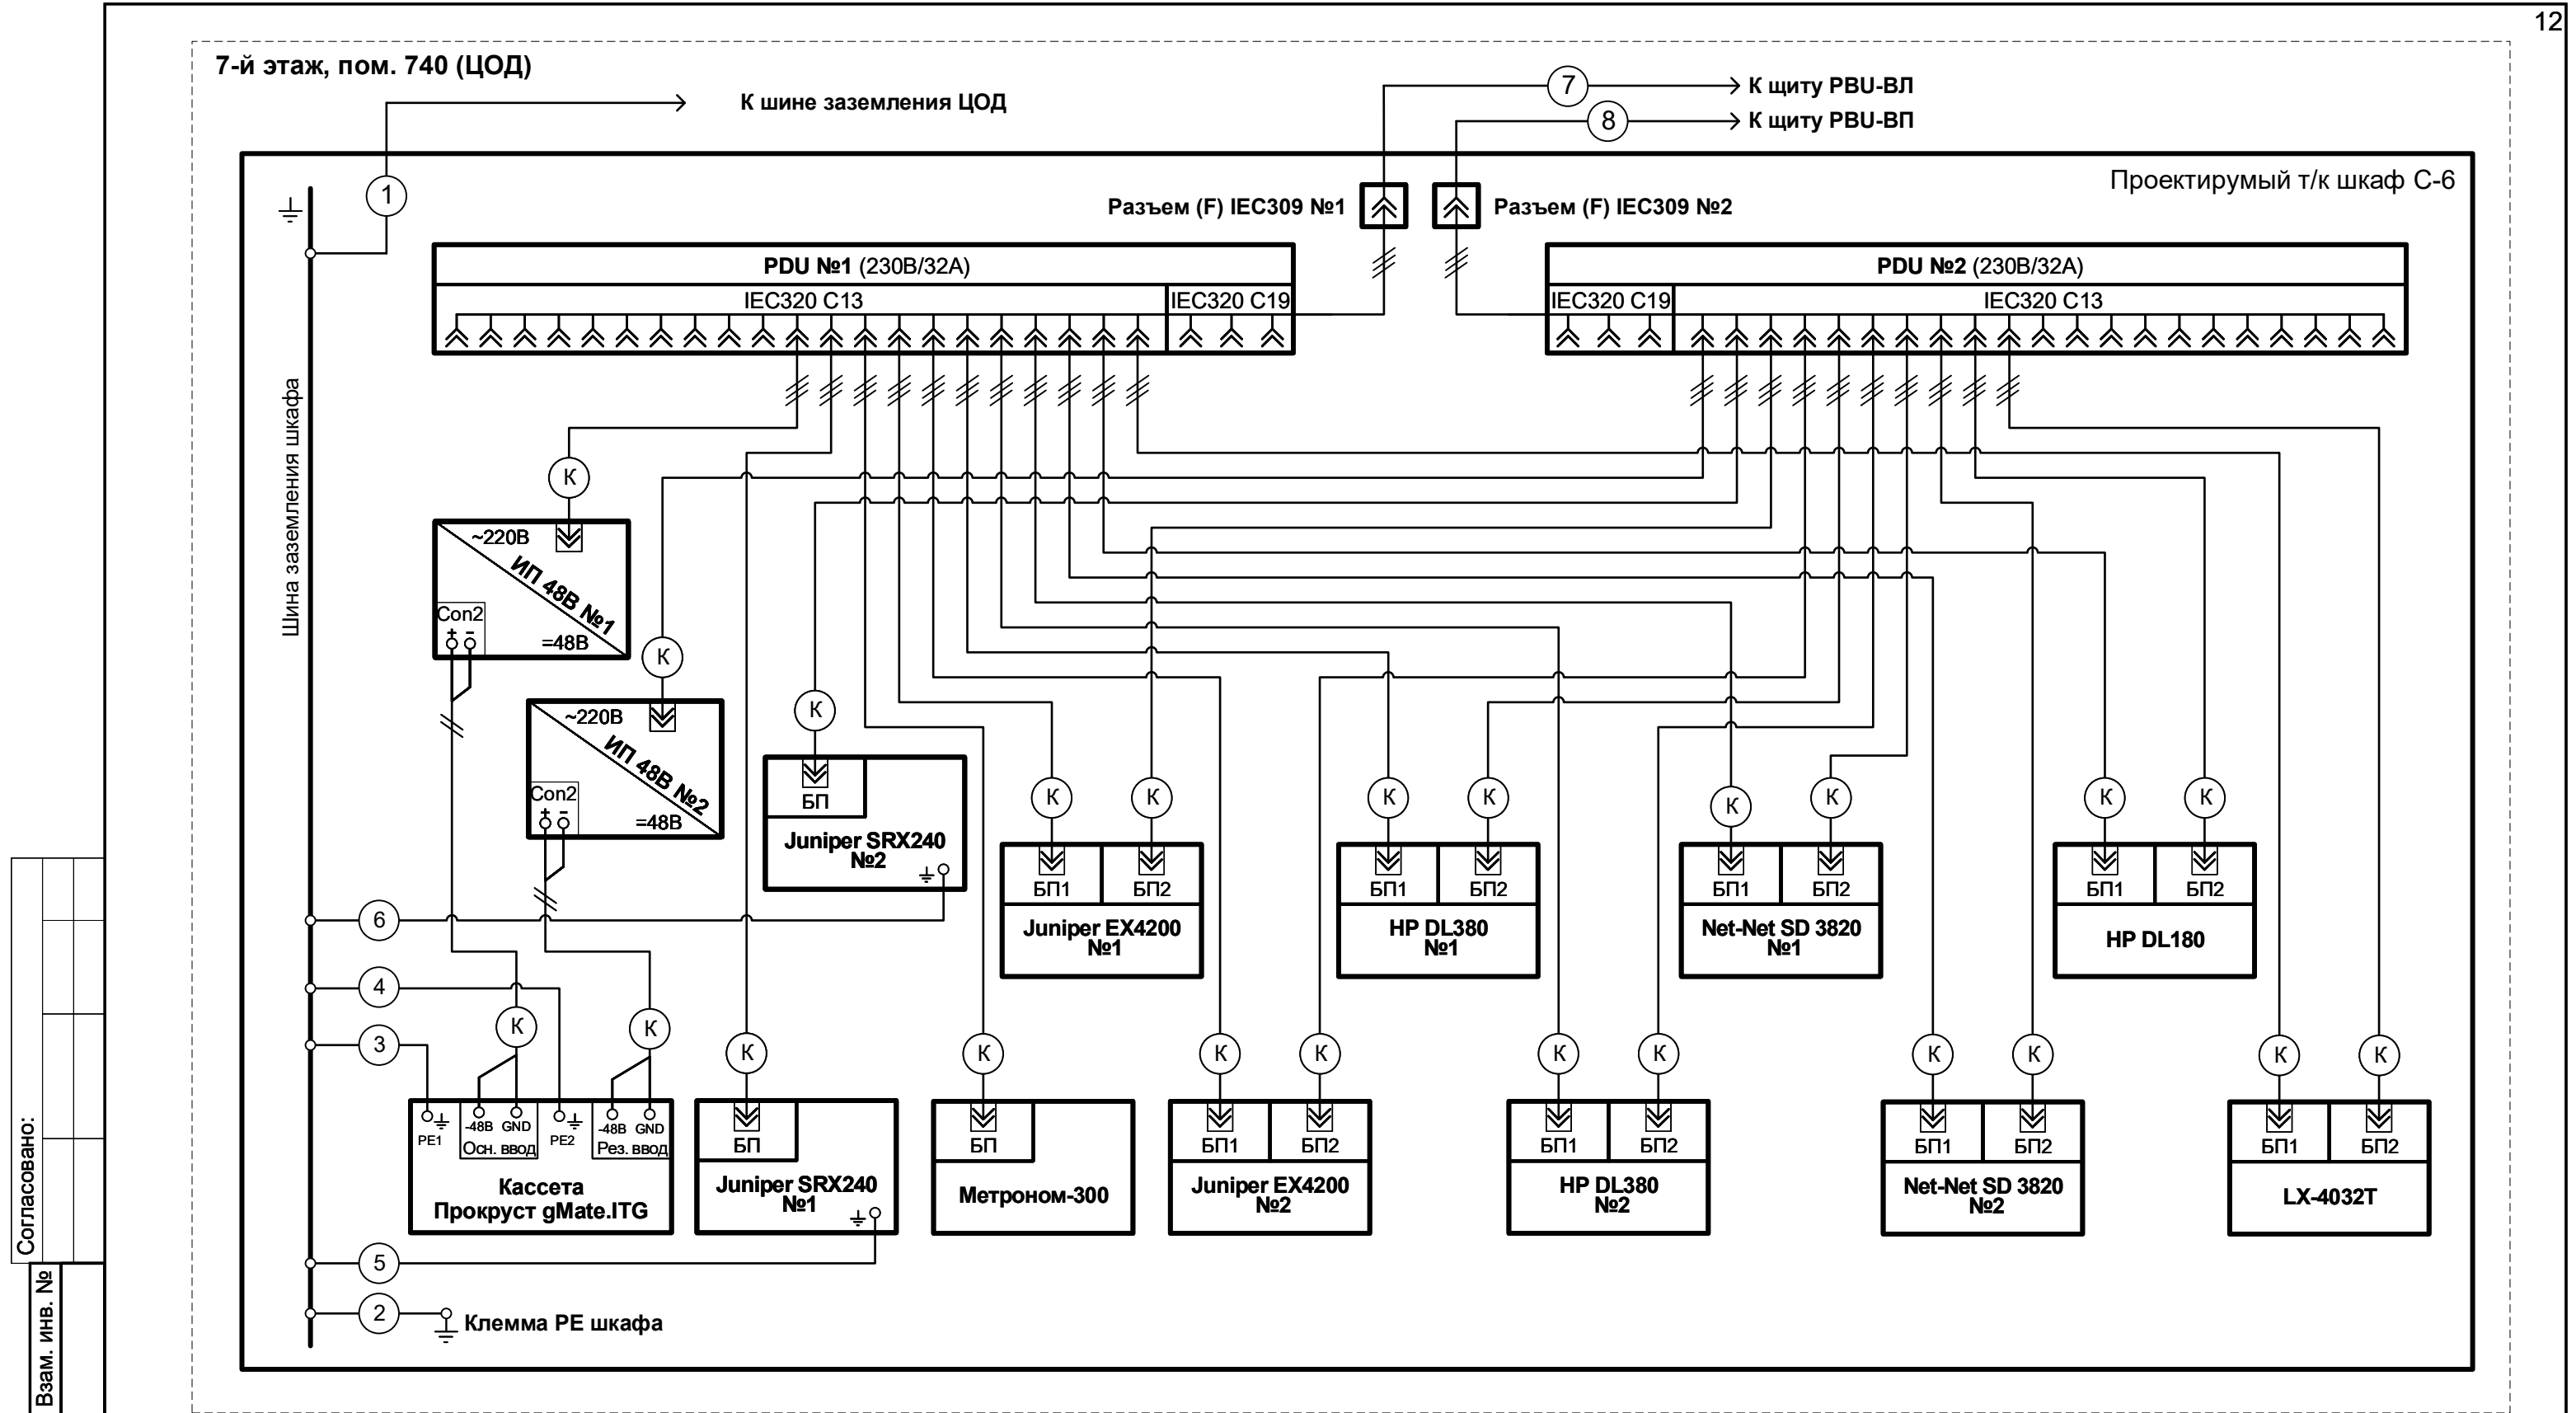 12
7-й этаж, пом. 740 (ЦОД)
К шине заземления ЦОД
7
К щиту PBU-ВЛ
8
К щиту PBU-ВП
Проектирумый т/к шкаф С-6
1
Разъем (F) IEC309 №1
Разъем (F) IEC309 №2
PDU №1 (230В/32А)
IEC320 C13
IEC320 C19
PDU №2 (230В/32А)
IEC320 C19
IEC320 C13
Шина заземления шкафа
К
~220В
ИП 48В №1
Con2
+ -
=48В
К
~220В
ИП 48В №2
Con2
+ -
=48В
К
БП
Juniper SRX240
№2
К
К
БП1
БП2
Juniper EX4200
№1
К
К
БП1
БП2
HP DL380
№1
К
К
БП1
БП2
Net-Net SD 3820
№1
К
К
БП1
БП2
HP DL180
6
4
3
К
К
PE1
-48В
GND
Осн. ввод
PE2
-48В
GND
Рез. ввод
Кассета
Прокруст gMate.ITG
К
БП
Juniper SRX240
№1
К
БП
Метроном-300
К
К
БП1
БП2
Juniper EX4200
№2
К
К
БП1
БП2
HP DL380
№2
К
К
БП1
БП2
Net-Net SD 3820
№2
К
К
БП1
БП2
LX-4032T
5
2
Клемма PE шкафа
Согласовано:
Взам. инв. №